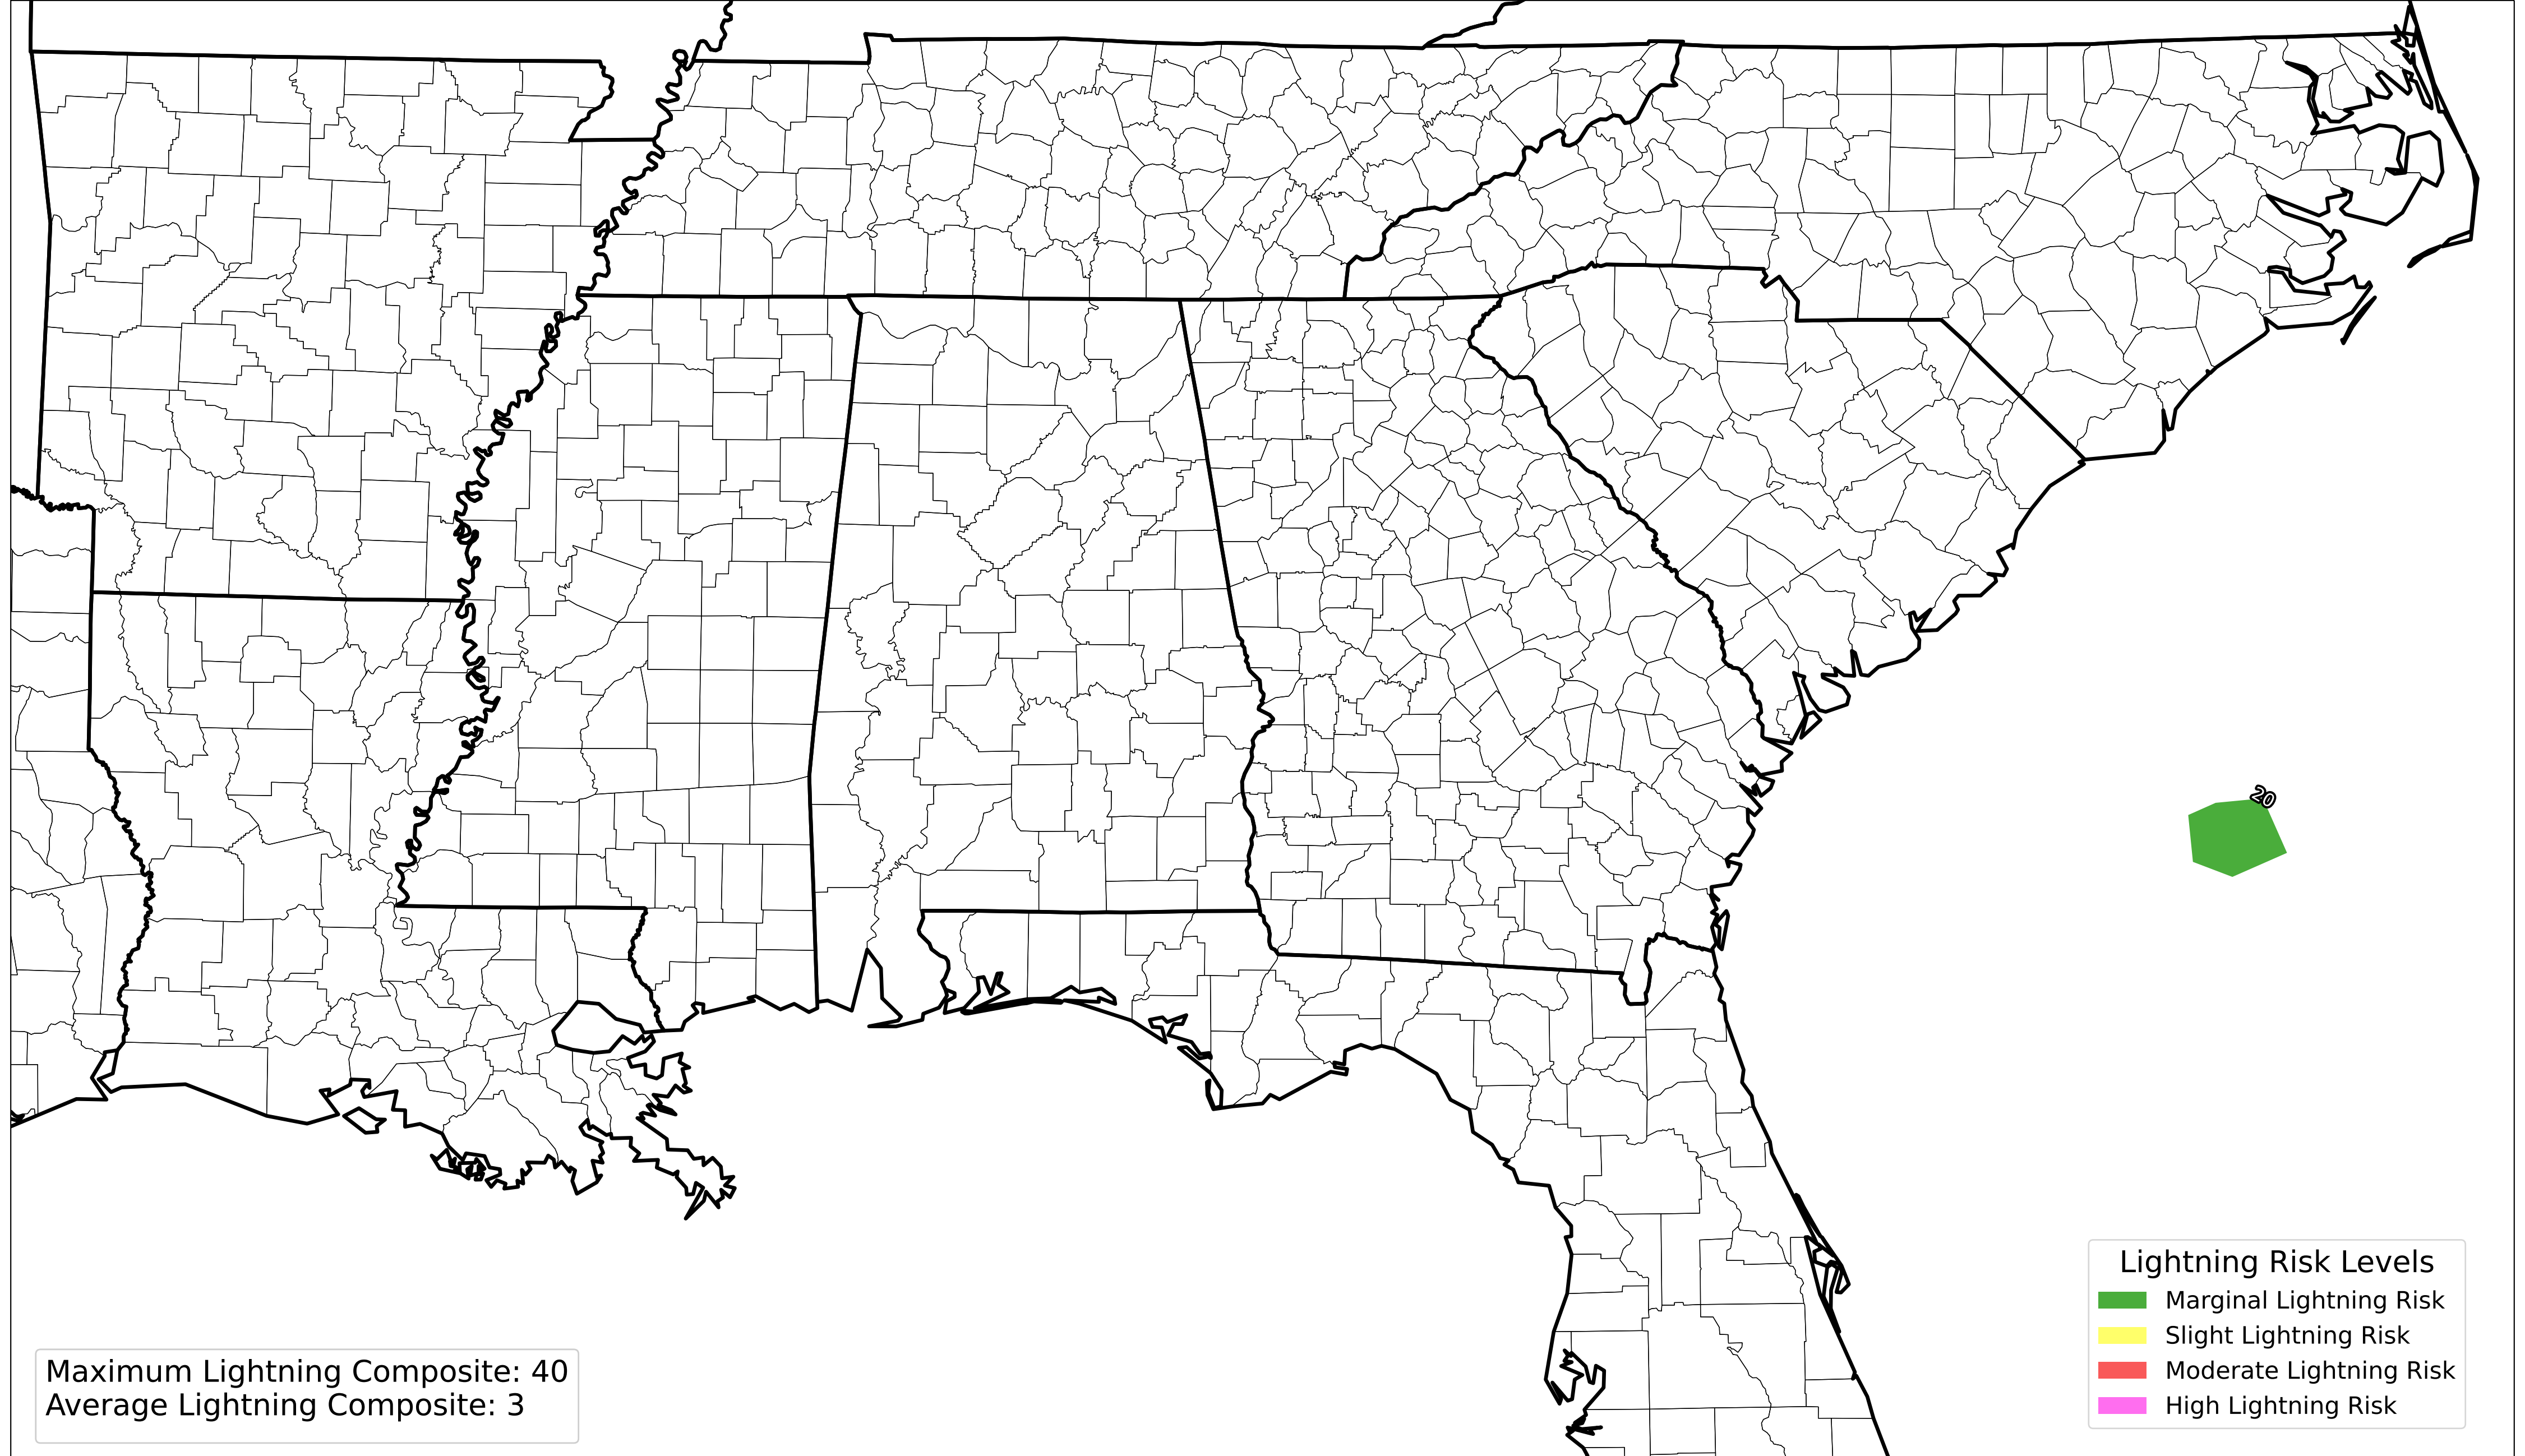 20
Lightning Risk Levels
Marginal Lightning Risk
Slight Lightning Risk
Moderate Lightning Risk
High Lightning Risk
Maximum Lightning Composite: 40
Average Lightning Composite: 3